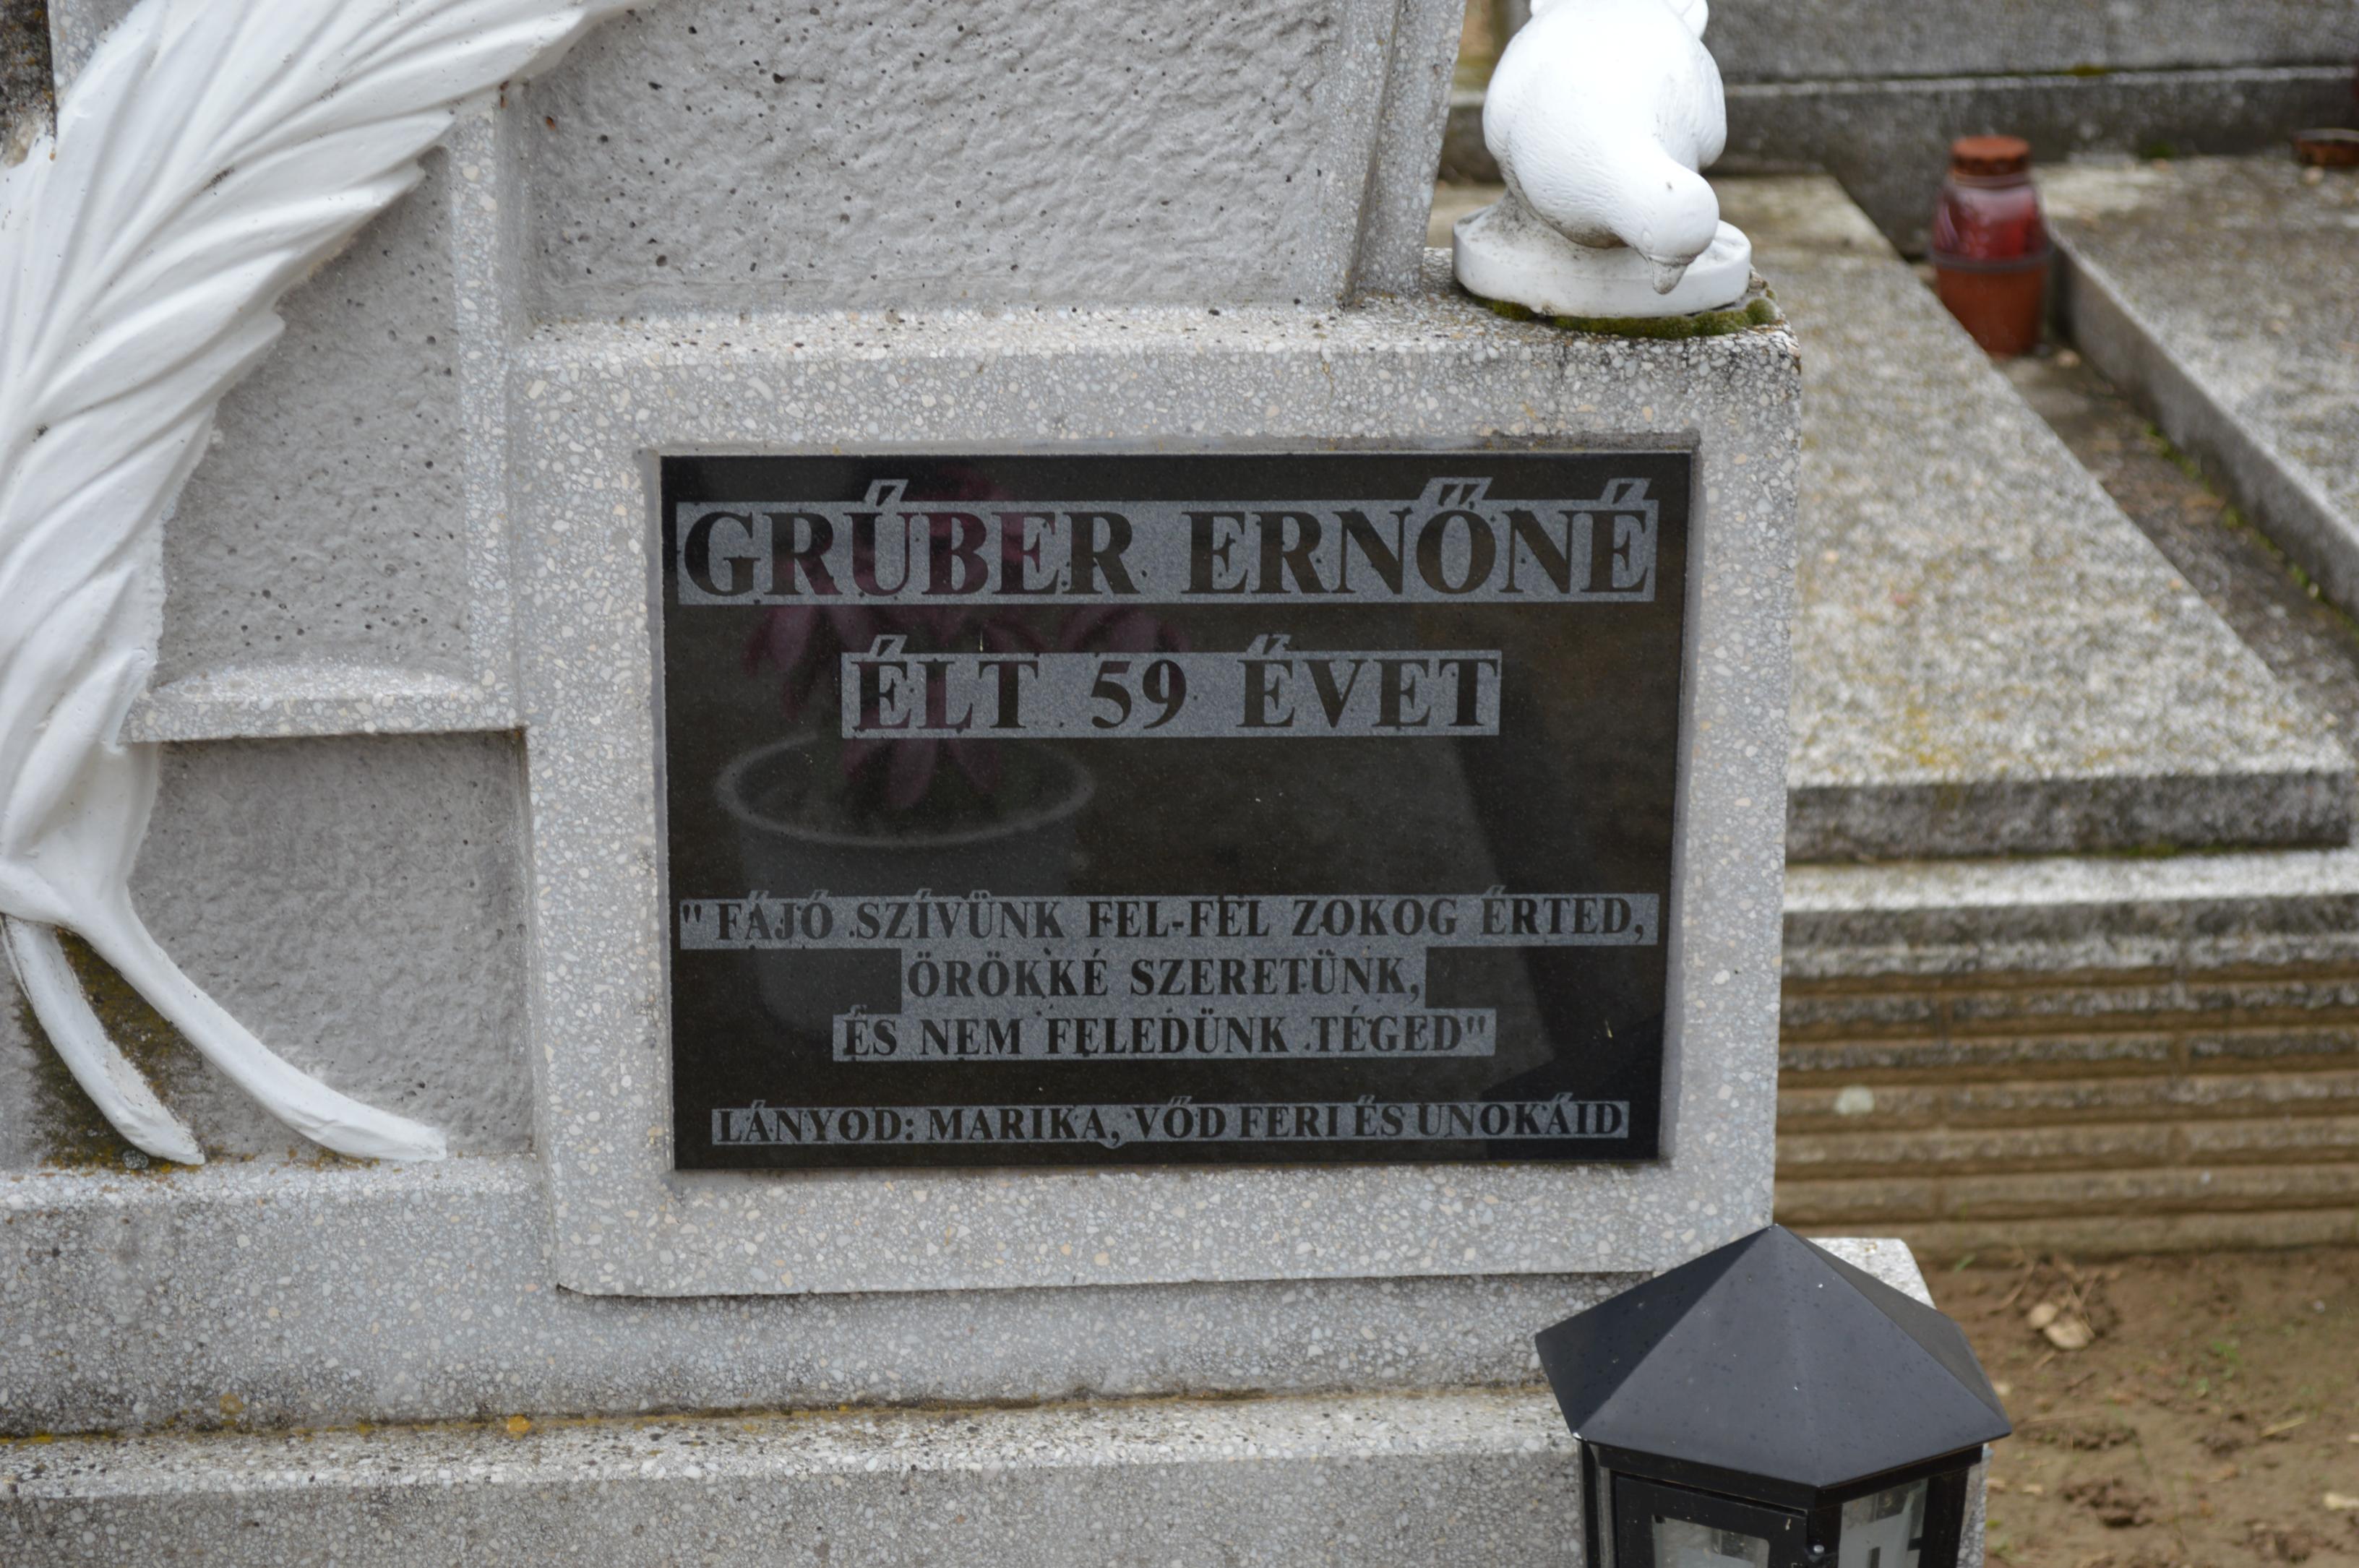 GRÚBER ERNŐNÉ
ÉLT 59 ÉVET
"FÁJÓ SZÍVÜNK FEL-FEL ZOKOG ÉRTED,
ÖRÖKKÉ SZERETÜNK,
ÉS NEM FELEDÜNK TÉGED"
LÁNYOD: MARIKA, VŐD FERI ÉS UNOKÁID